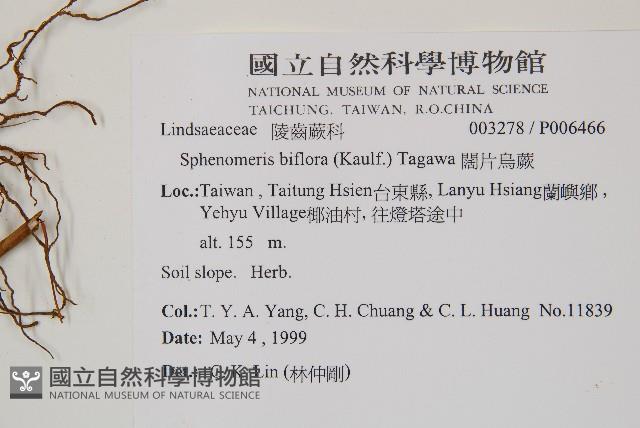 國立自然科學博物館
NATIONAL MUSEUM OF NATURAL SCIENCE
TAICHUNG, TAIWAN, R.O.CHINA
Lindsaeaceae 陵齒蕨科 003278 / P006466
Sphenomeris biflora (Kaulf.) Tagawa 闊片烏蕨
Loc.:Taiwan , Taitung Hsien台東縣, Lanyu Hsiang蘭嶼鄉 ,
Yehyu Village椰油村, 往燈塔途中
alt. 155 m.
Soil slope. Herb.
Col.: T. Y. A. Yang, C. H. Chuang & C. L. Huang No.11839
Date: May 4 , 1999
Det.: C. K. Lin (林仲剛)
國立自然科學博物館
NATIONAL MUSEUM OF NATURAL SCIENCE